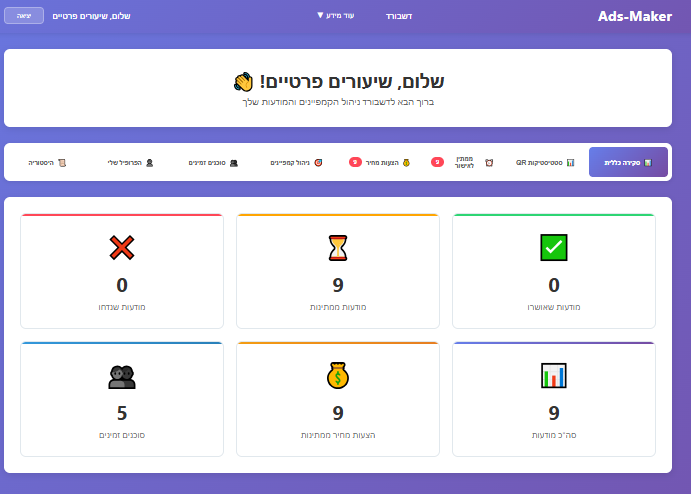 Ads-Maker
דשבורד
עוד מידע ▼
שלום, שיעורים פרטיים
יציאה
שלום, שיעורים פרטיים! 👋
ברוך הבא לדשבורד ניהול הקמפיינים והמודעות שלך
📊 סקירה כללית
📊 סטטיסטיקות QR
⏰ ממתין לאישור 9
💰 הצעות מחיר 9
🎯 ניהול קמפיינים
👥 סוכנים זמינים
👤 הפרופיל שלי
📜 היסטוריה
0
מודעות שאושרו
9
מודעות ממתינות
0
מודעות שנדחו
9
סה"כ מודעות
9
הצעות מחיר ממתינות
5
סוכנים זמינים